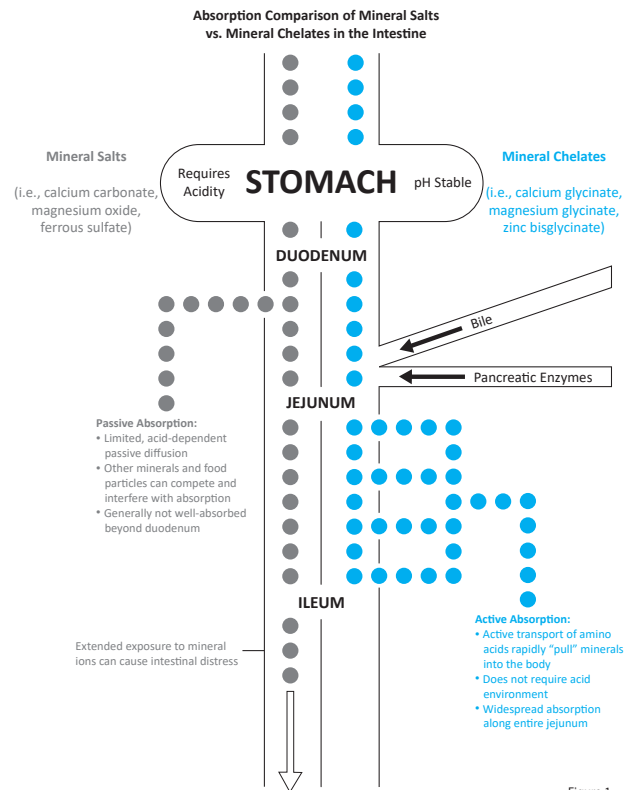 Absorption Comparison of Mineral Salts
vs. Mineral Chelates in the Intestine
Mineral Salts
(i.e., calcium carbonate,
magnesium oxide,
ferrous sulfate)
Requires
Acidity
STOMACH
pH Stable
Mineral Chelates
(i.e., calcium glycinate,
magnesium glycinate,
zinc bisglycinate)
DUODENUM
Bile
Pancreatic Enzymes
JEJUNUM
Passive Absorption:
• Limited, acid-dependent
passive diffusion
• Other minerals and food
particles can compete and
interfere with absorption
• Generally not well-absorbed
beyond duodenum
ILEUM
Active Absorption:
• Active transport of amino
acids rapidly “pull” minerals
into the body
• Does not require acid
environment
• Widespread absorption
along entire jejunum
Extended exposure to mineral
ions can cause intestinal distress
Figure 1